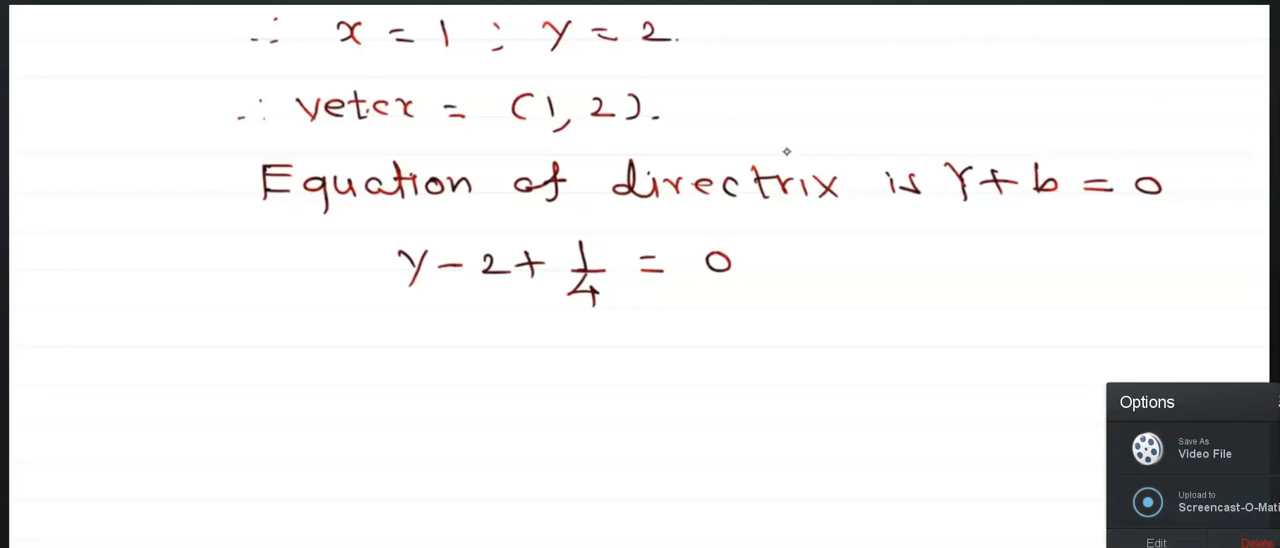 ∴ x = 1 ; y = 2.
∴ vetex = (1, 2).
Equation of directrix is Y + b = 0
y - 2 + 1/4 = 0
Options
Save As
Video File
Upload to
Screencast-O-Mati
Edit
Delete